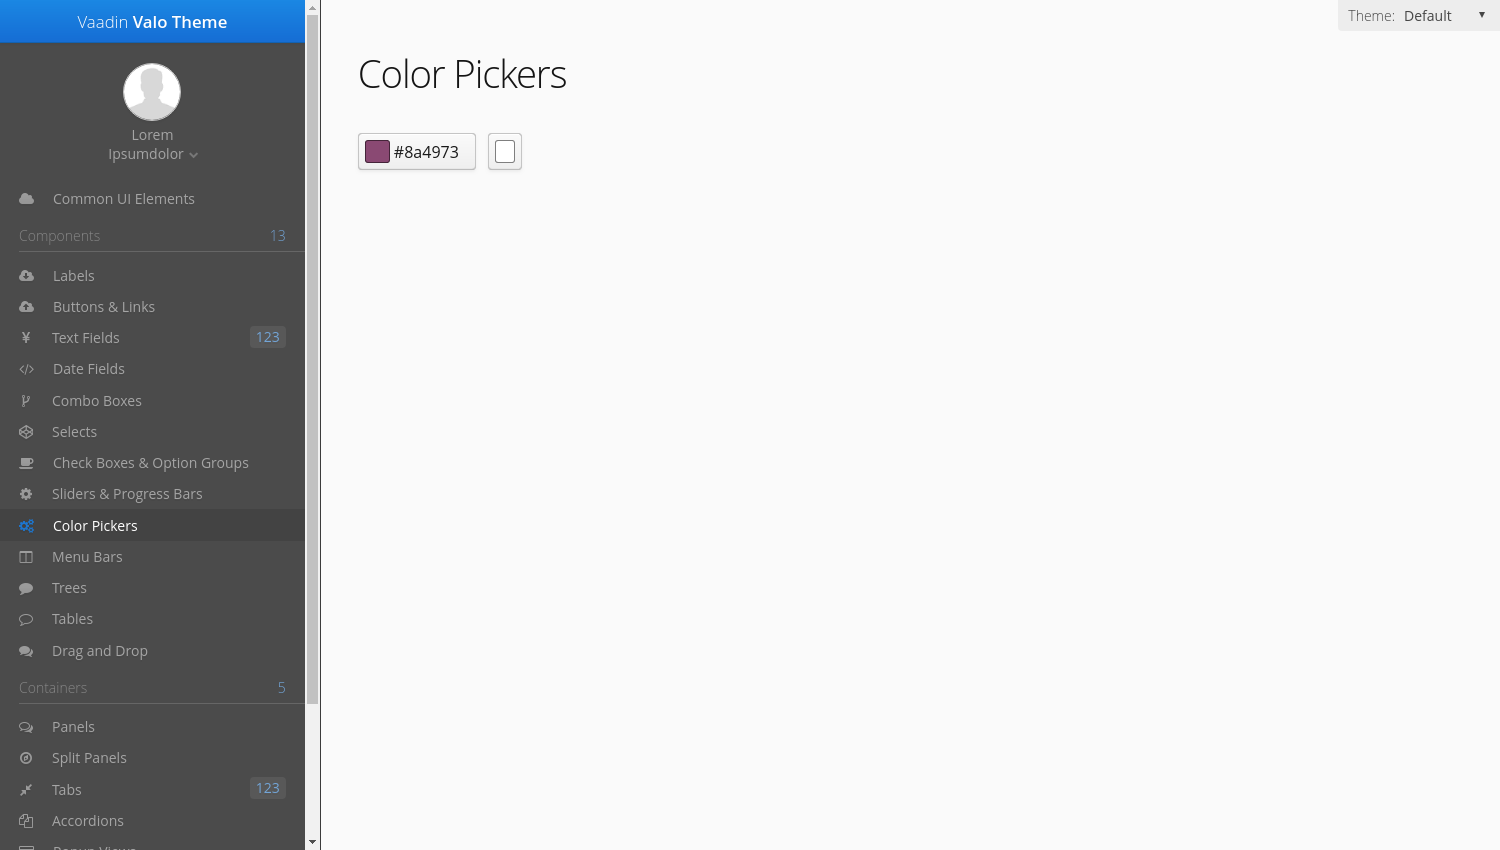 Vaadin Valo Theme
Lorem
Ipsumdolor
Common UI Elements
Components 13
Labels
Buttons & Links
Text Fields 123
Date Fields
Combo Boxes
Selects
Check Boxes & Option Groups
Sliders & Progress Bars
Color Pickers
Menu Bars
Trees
Tables
Drag and Drop
Containers 5
Panels
Split Panels
Tabs 123
Accordions
Popup Views
Theme: Default
Color Pickers
#8a4973